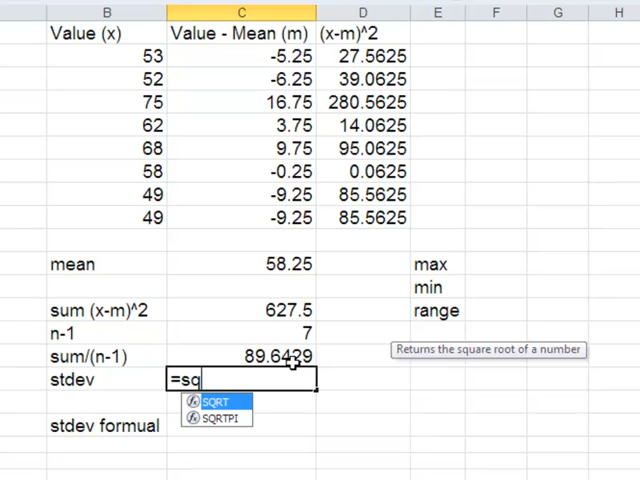 B C D E F G H
Value (x) Value - Mean (m) (x-m)^2
53 -5.25 27.5625
52 -6.25 39.0625
75 16.75 280.5625
62 3.75 14.0625
68 9.75 95.0625
58 -0.25 0.0625
49 -9.25 85.5625
49 -9.25 85.5625
mean 58.25 max
min
sum (x-m)^2 627.5 range
n-1 7
sum/(n-1) 89.6429 Returns the square root of a number
stdev =sq
SQRT
SQRTPI
stdev formual